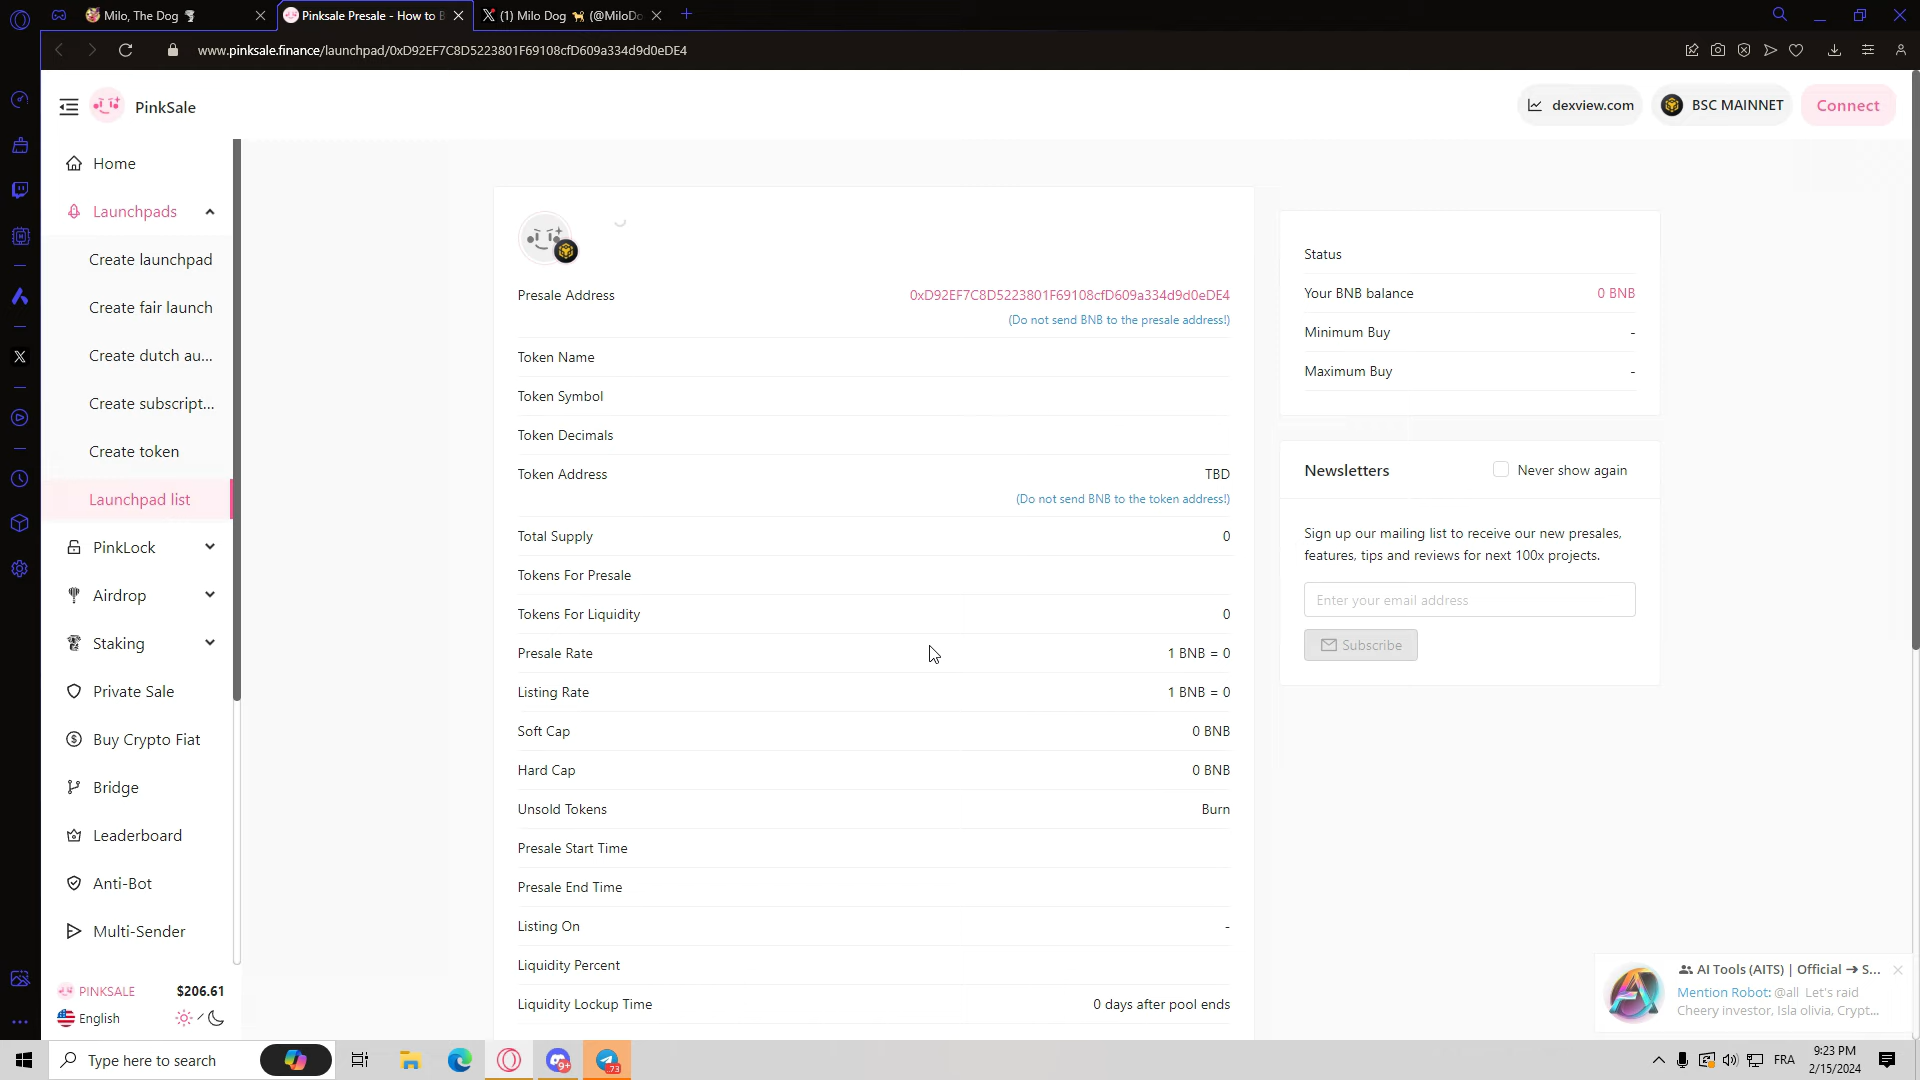 Milo, The Dog
Pinksale Presale - How to B
(1) Milo Dog 🐕 (@MiloDo
www.pinksale.finance/launchpad/0xD92EF7C8D5223801F69108cfD609a334d9d0eDE4
PinkSale
dexview.com
BSC MAINNET
Connect
Home
Launchpads
Create launchpad
Create fair launch
Create dutch au...
Create subscript...
Create token
Launchpad list
PinkLock
Airdrop
Staking
Private Sale
Buy Crypto Fiat
Bridge
Leaderboard
Anti-Bot
Multi-Sender
PINKSALE $206.61
English
Presale Address 0xD92EF7C8D5223801F69108cfD609a334d9d0eDE4
(Do not send BNB to the presale address!)
Token Name
Token Symbol
Token Decimals
Token Address TBD
(Do not send BNB to the token address!)
Total Supply 0
Tokens For Presale
Tokens For Liquidity 0
Presale Rate 1 BNB = 0
Listing Rate 1 BNB = 0
Soft Cap 0 BNB
Hard Cap 0 BNB
Unsold Tokens Burn
Presale Start Time
Presale End Time
Listing On -
Liquidity Percent
Liquidity Lockup Time 0 days after pool ends
Status
Your BNB balance 0 BNB
Minimum Buy -
Maximum Buy -
Newsletters Never show again
Sign up our mailing list to receive our new presales,
features, tips and reviews for next 100x projects.
Enter your email address
Subscribe
AI Tools (AITS) | Official ➔ S...
Mention Robot: @all Let's raid
Cheery investor, Isla olivia, Crypt...
Type here to search
9+
73
FRA
9:23 PM
2/15/2024